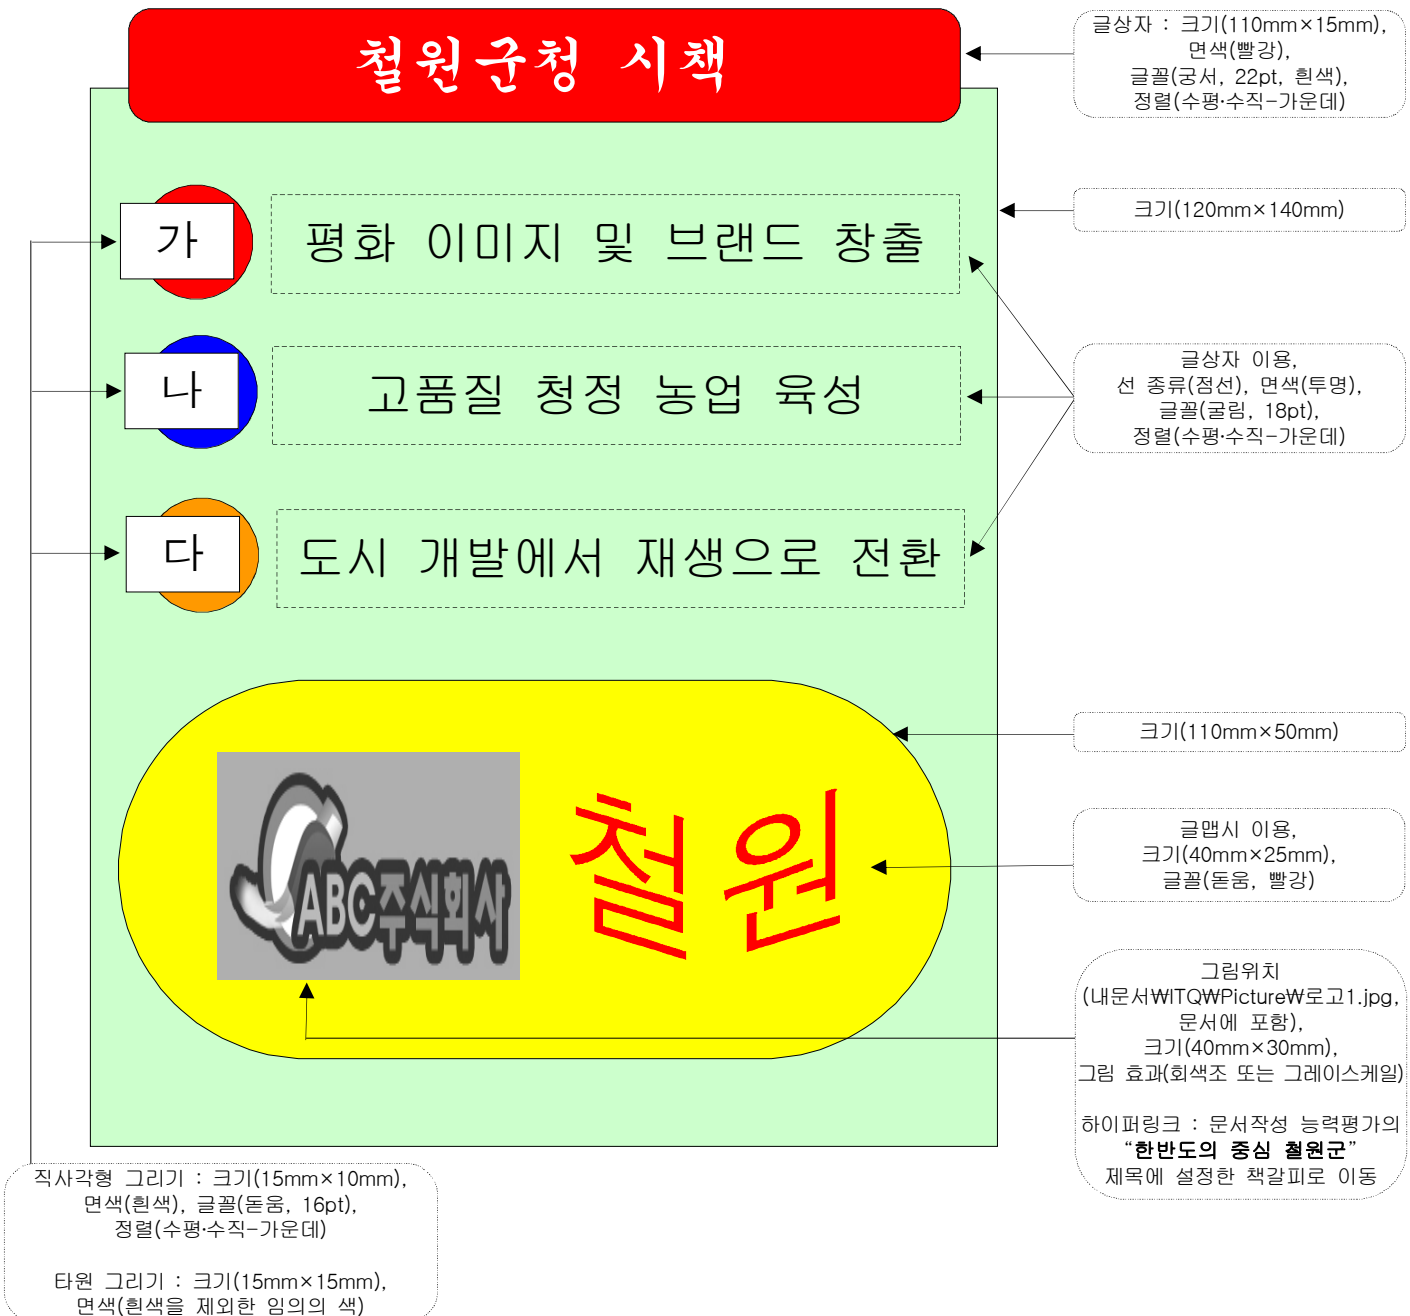 철원군청 시책
글상자 : 크기(110mm×15mm),
면색(빨강),
글꼴(궁서, 22pt, 흰색),
정렬(수평·수직-가운데)
가
평화 이미지 및 브랜드 창출
크기(120mm×140mm)
나
고품질 청정 농업 육성
글상자 이용,
선 종류(점선), 면색(투명),
글꼴(굴림, 18pt),
정렬(수평·수직-가운데)
다
도시 개발에서 재생으로 전환
크기(110mm×50mm)
ABC주식회사
철원
글맵시 이용,
크기(40mm×25mm),
글꼴(돋움, 빨강)
그림위치
(내문서₩ITQ₩Picture₩로고1.jpg,
문서에 포함),
크기(40mm×30mm),
그림 효과(회색조 또는 그레이스케일)
하이퍼링크 : 문서작성 능력평가의
“한반도의 중심 철원군”
제목에 설정한 책갈피로 이동
직사각형 그리기 : 크기(15mm×10mm),
면색(흰색), 글꼴(돋움, 16pt),
정렬(수평·수직-가운데)
타원 그리기 : 크기(15mm×15mm),
면색(흰색을 제외한 임의의 색)